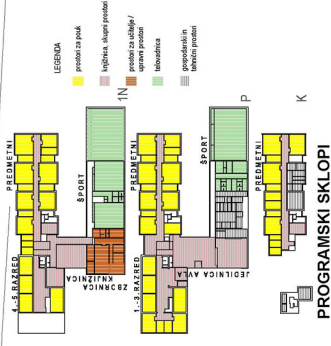 PROGRAMSKI SKLOPI
LEGENDA
prostori za pouk
knjižnica, skupni prostori
prostori za učitelje /
upravni prostori
telovadnica
gospodarski in
tehnični prostori
1N
P
K
4.-5. RAZRED
PREDMETNI
ŠPORT
ZBORNICA
KNJIŽNICA
1.-3. RAZRED
PREDMETNI
ŠPORT
JEDILNICA AVLA
PREDMETNI